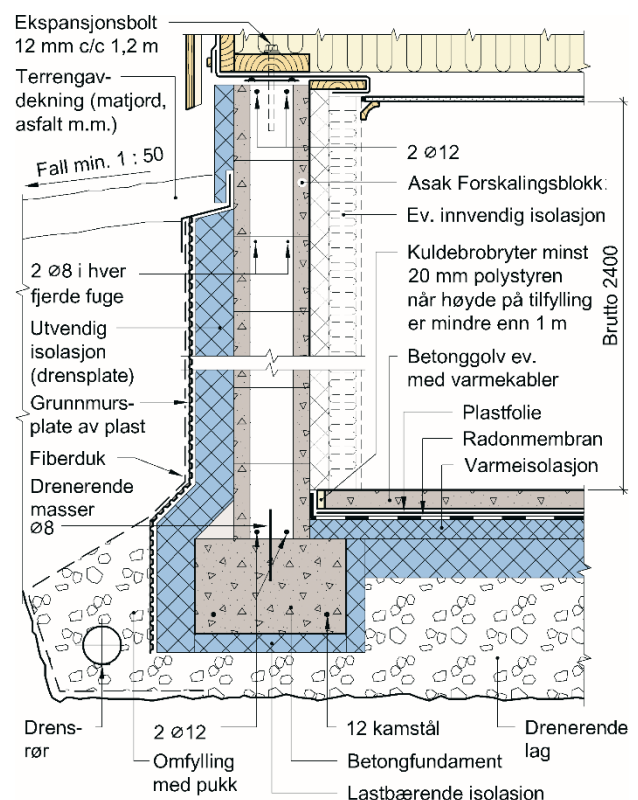 Ekspansjonsbolt
12 mm c/c 1,2 m
Terrengav-
dekning (matjord,
asfalt m.m.)
Fall min. 1 : 50
2 ⌀8 i hver
fjerde fuge
Utvendig
isolasjon
(drensplate)
Grunnmurs-
plate av plast
Fiberduk
Drenerende
masser
⌀8
2 ⌀12
Asak Forskalingsblokk:
Ev. innvendig isolasjon
Kuldebrobryter minst
20 mm polystyren
når høyde på tilfylling
er mindre enn 1 m
Betonggolv ev.
med varmekabler
Plastfolie
Radonmembran
Varmeisolasjon
Brutto 2400
Drens-
rør
2 ⌀12
Omfylling
med pukk
12 kamstål
Betongfundament
Lastbærende isolasjon
Drenerende
lag